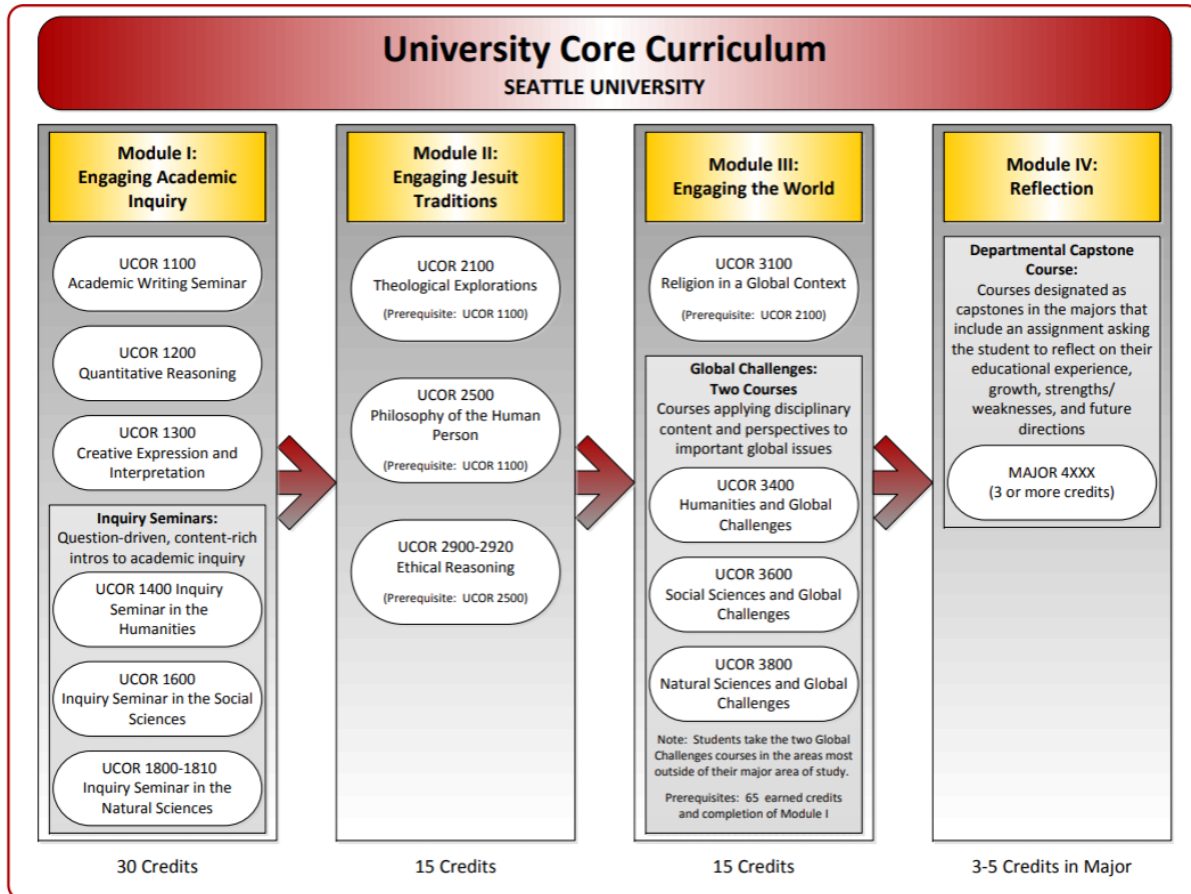 University Core Curriculum
SEATTLE UNIVERSITY
Module I:
Engaging Academic
Inquiry
UCOR 1100
Academic Writing Seminar
UCOR 1200
Quantitative Reasoning
UCOR 1300
Creative Expression and
Interpretation
Inquiry Seminars:
Question-driven, content-rich
intros to academic inquiry
UCOR 1400 Inquiry
Seminar in the
Humanities
UCOR 1600
Inquiry Seminar in the Social
Sciences
UCOR 1800-1810
Inquiry Seminar in the
Natural Sciences
30 Credits
Module II:
Engaging Jesuit
Traditions
UCOR 2100
Theological Explorations
(Prerequisite: UCOR 1100)
UCOR 2500
Philosophy of the Human
Person
(Prerequisite: UCOR 1100)
UCOR 2900-2920
Ethical Reasoning
(Prerequisite: UCOR 2500)
15 Credits
Module III:
Engaging the World
UCOR 3100
Religion in a Global Context
(Prerequisite: UCOR 2100)
Global Challenges:
Two Courses
Courses applying disciplinary
content and perspectives to
important global issues
UCOR 3400
Humanities and Global
Challenges
UCOR 3600
Social Sciences and Global
Challenges
UCOR 3800
Natural Sciences and Global
Challenges
Note: Students take the two Global
Challenges courses in the areas most
outside of their major area of study.
Prerequisites: 65 earned credits
and completion of Module I
15 Credits
Module IV:
Reflection
Departmental Capstone
Course:
Courses designated as
capstones in the majors that
include an assignment asking
the student to reflect on their
educational experience,
growth, strengths/
weaknesses, and future
directions
MAJOR 4XXX
(3 or more credits)
3-5 Credits in Major